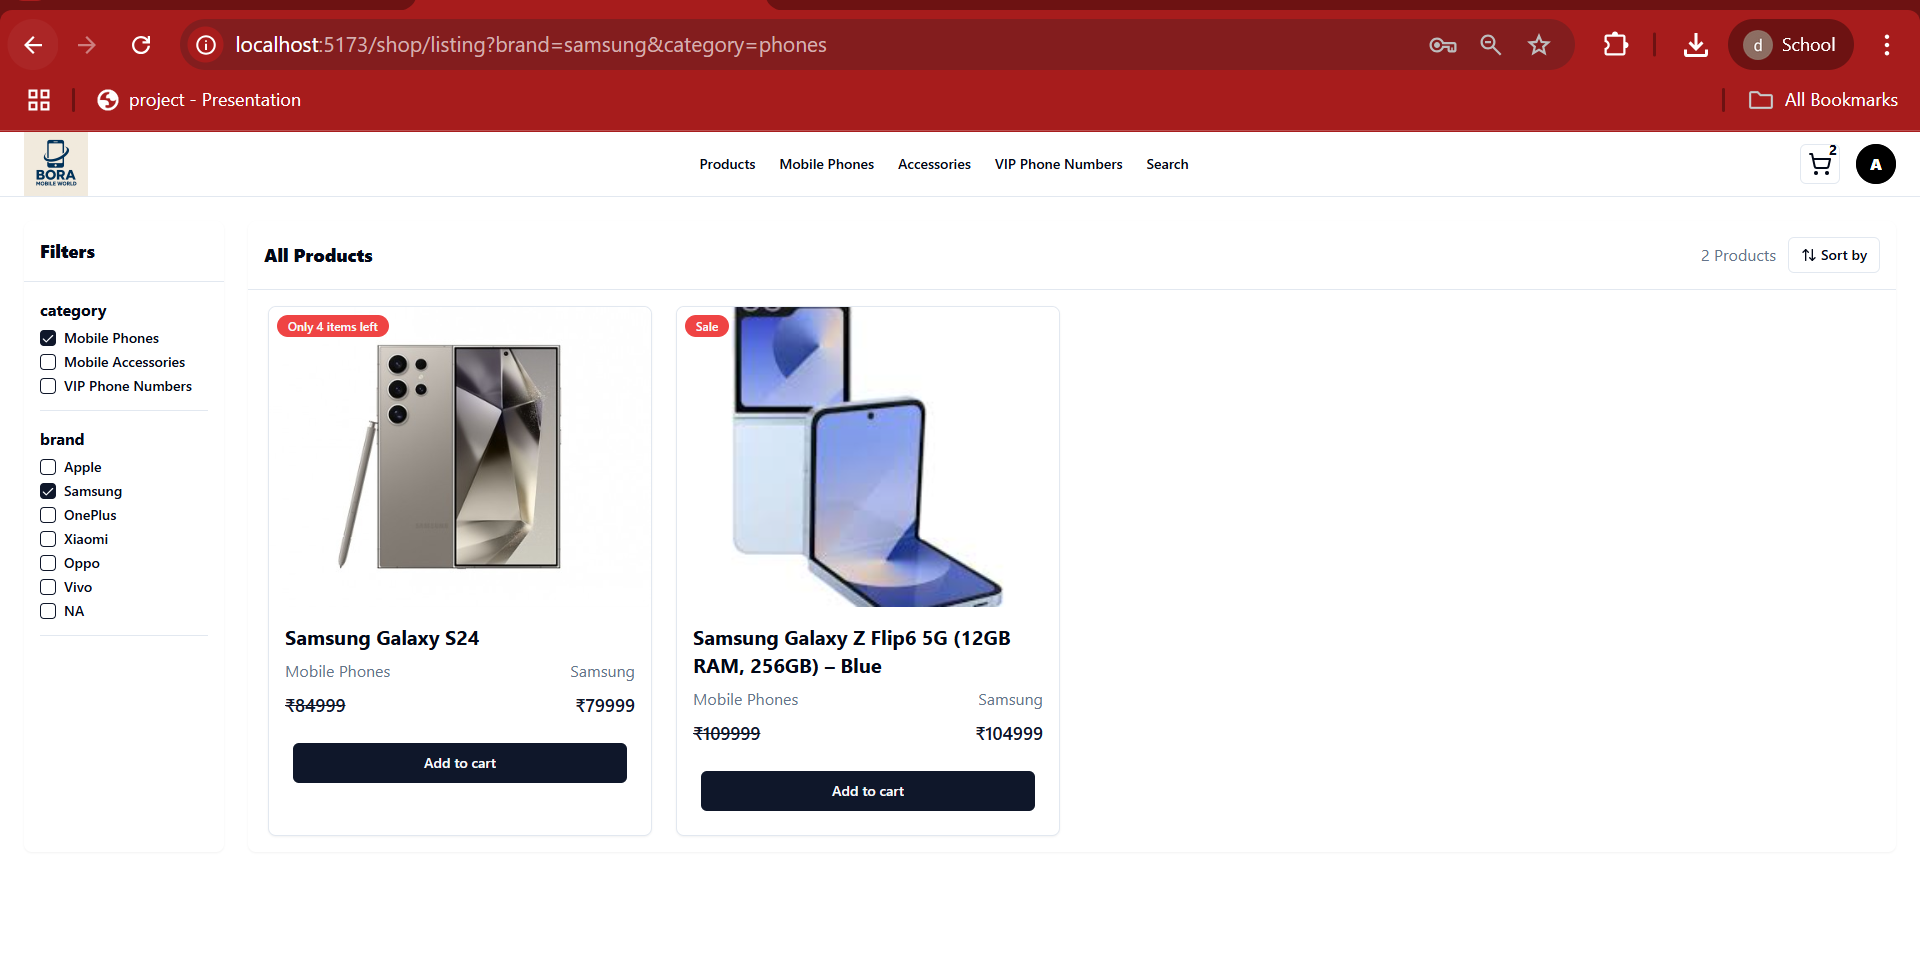 localhost:5173/shop/listing?brand=samsung&category=phones
d School
project - Presentation
All Bookmarks
BORA
MOBILE WORLD
Products Mobile Phones Accessories VIP Phone Numbers Search
2
A
Filters
category
Mobile Phones
Mobile Accessories
VIP Phone Numbers
brand
Apple
Samsung
OnePlus
Xiaomi
Oppo
Vivo
NA
All Products
2 Products
Sort by
Only 4 items left
Samsung Galaxy S24
Mobile Phones Samsung
₹84999 ₹79999
Add to cart
Sale
Samsung Galaxy Z Flip6 5G (12GB
RAM, 256GB) – Blue
Mobile Phones Samsung
₹109999 ₹104999
Add to cart